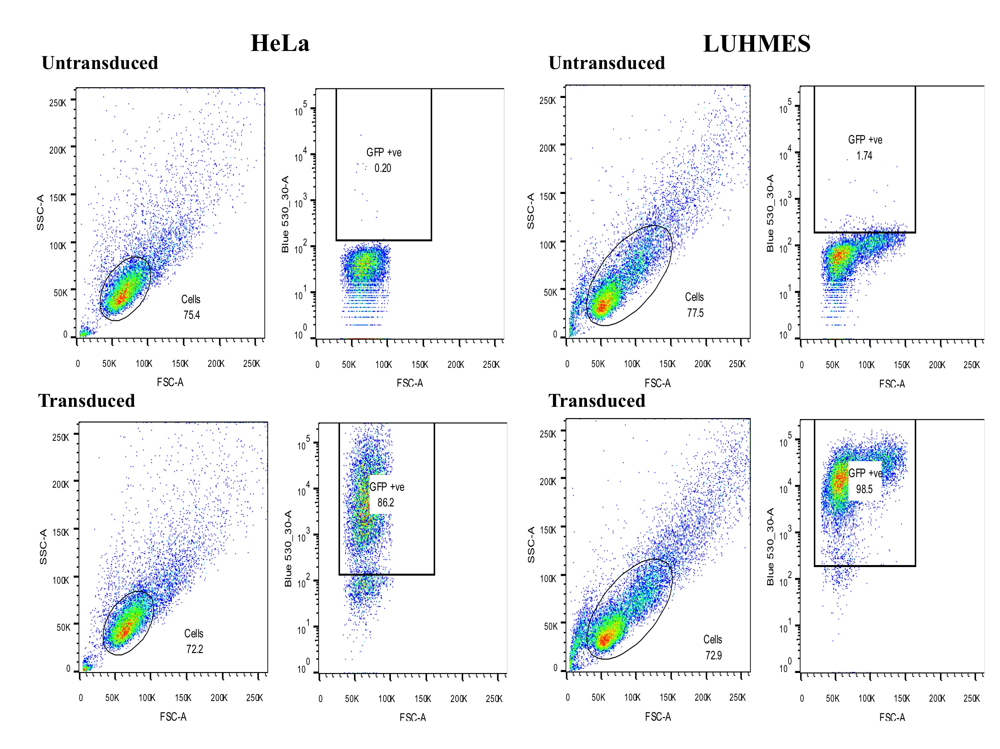 HeLa
LUHMES
Untransduced
Untransduced
250K
200K
150K
100K
50K
0
SSC-A
Cells
75.4
0
50K
100K
150K
200K
250K
FSC-A
10^5
10^4
10^3
10^2
10^1
10^0
Blue 530_30-A
GFP +ve
0.20
0
50K
100K
150K
200K
250K
FSC-A
250K
200K
150K
100K
50K
0
SSC-A
Cells
77.5
0
50K
100K
150K
200K
250K
FSC-A
10^5
10^4
10^3
10^2
10^1
10^0
Blue 530_30-A
GFP +ve
1.74
0
50K
100K
150K
200K
250K
FSC-A
Transduced
Transduced
250K
200K
150K
100K
50K
0
SSC-A
Cells
72.2
0
50K
100K
150K
200K
250K
FSC-A
10^5
10^4
10^3
10^2
10^1
10^0
Blue 530_30-A
GFP +ve
86.2
0
50K
100K
150K
200K
250K
FSC-A
250K
200K
150K
100K
50K
0
SSC-A
Cells
72.9
0
50K
100K
150K
200K
250K
FSC-A
10^5
10^4
10^3
10^2
10^1
10^0
Blue 530_30-A
GFP +ve
98.5
0
50K
100K
150K
200K
250K
FSC-A